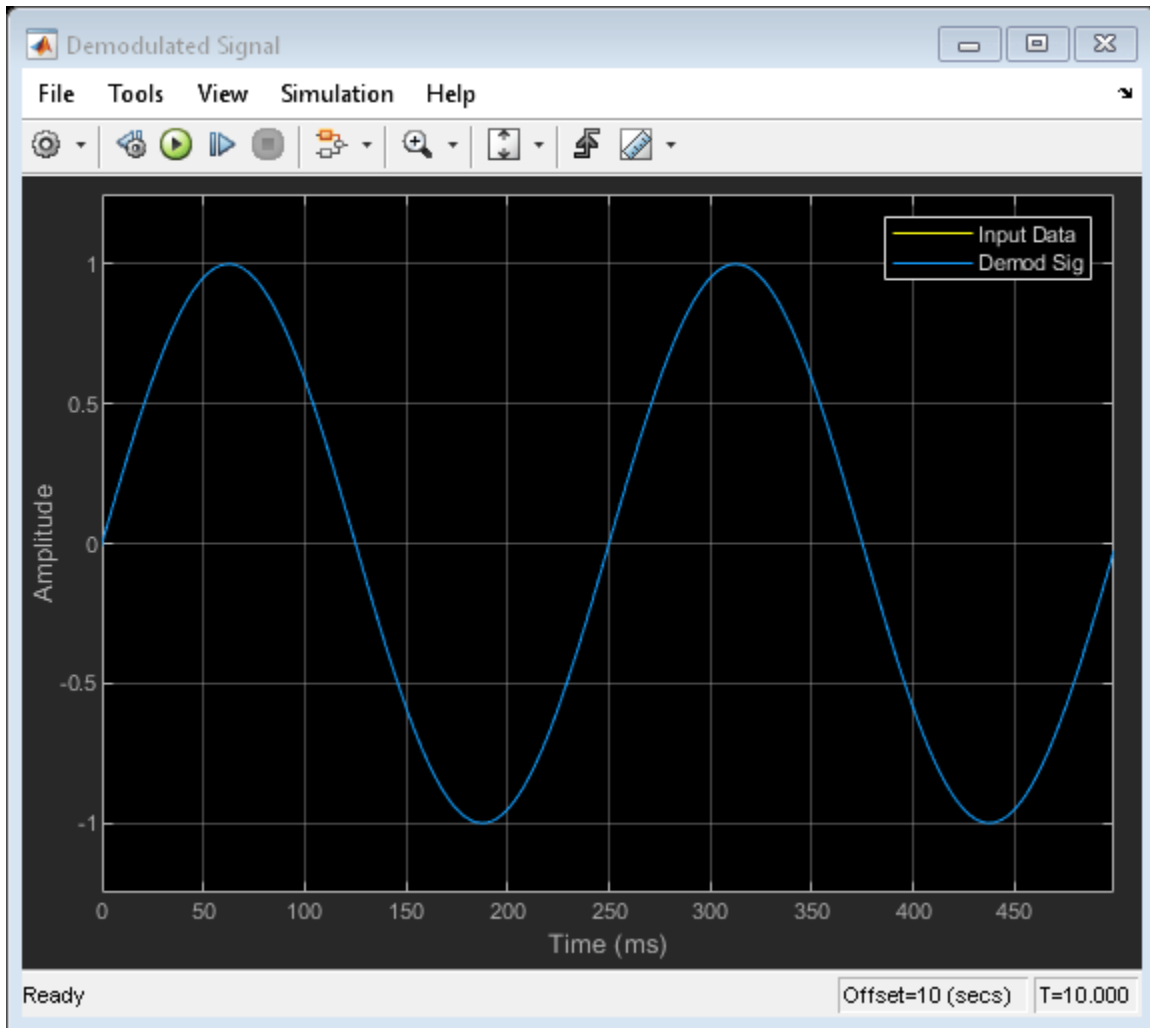 Demodulated Signal
File Tools View Simulation Help
Input Data
Demod Sig
1
0.5
0
-0.5
-1
Amplitude
0 50 100 150 200 250 300 350 400 450
Time (ms)
Ready Offset=10 (secs) T=10.000